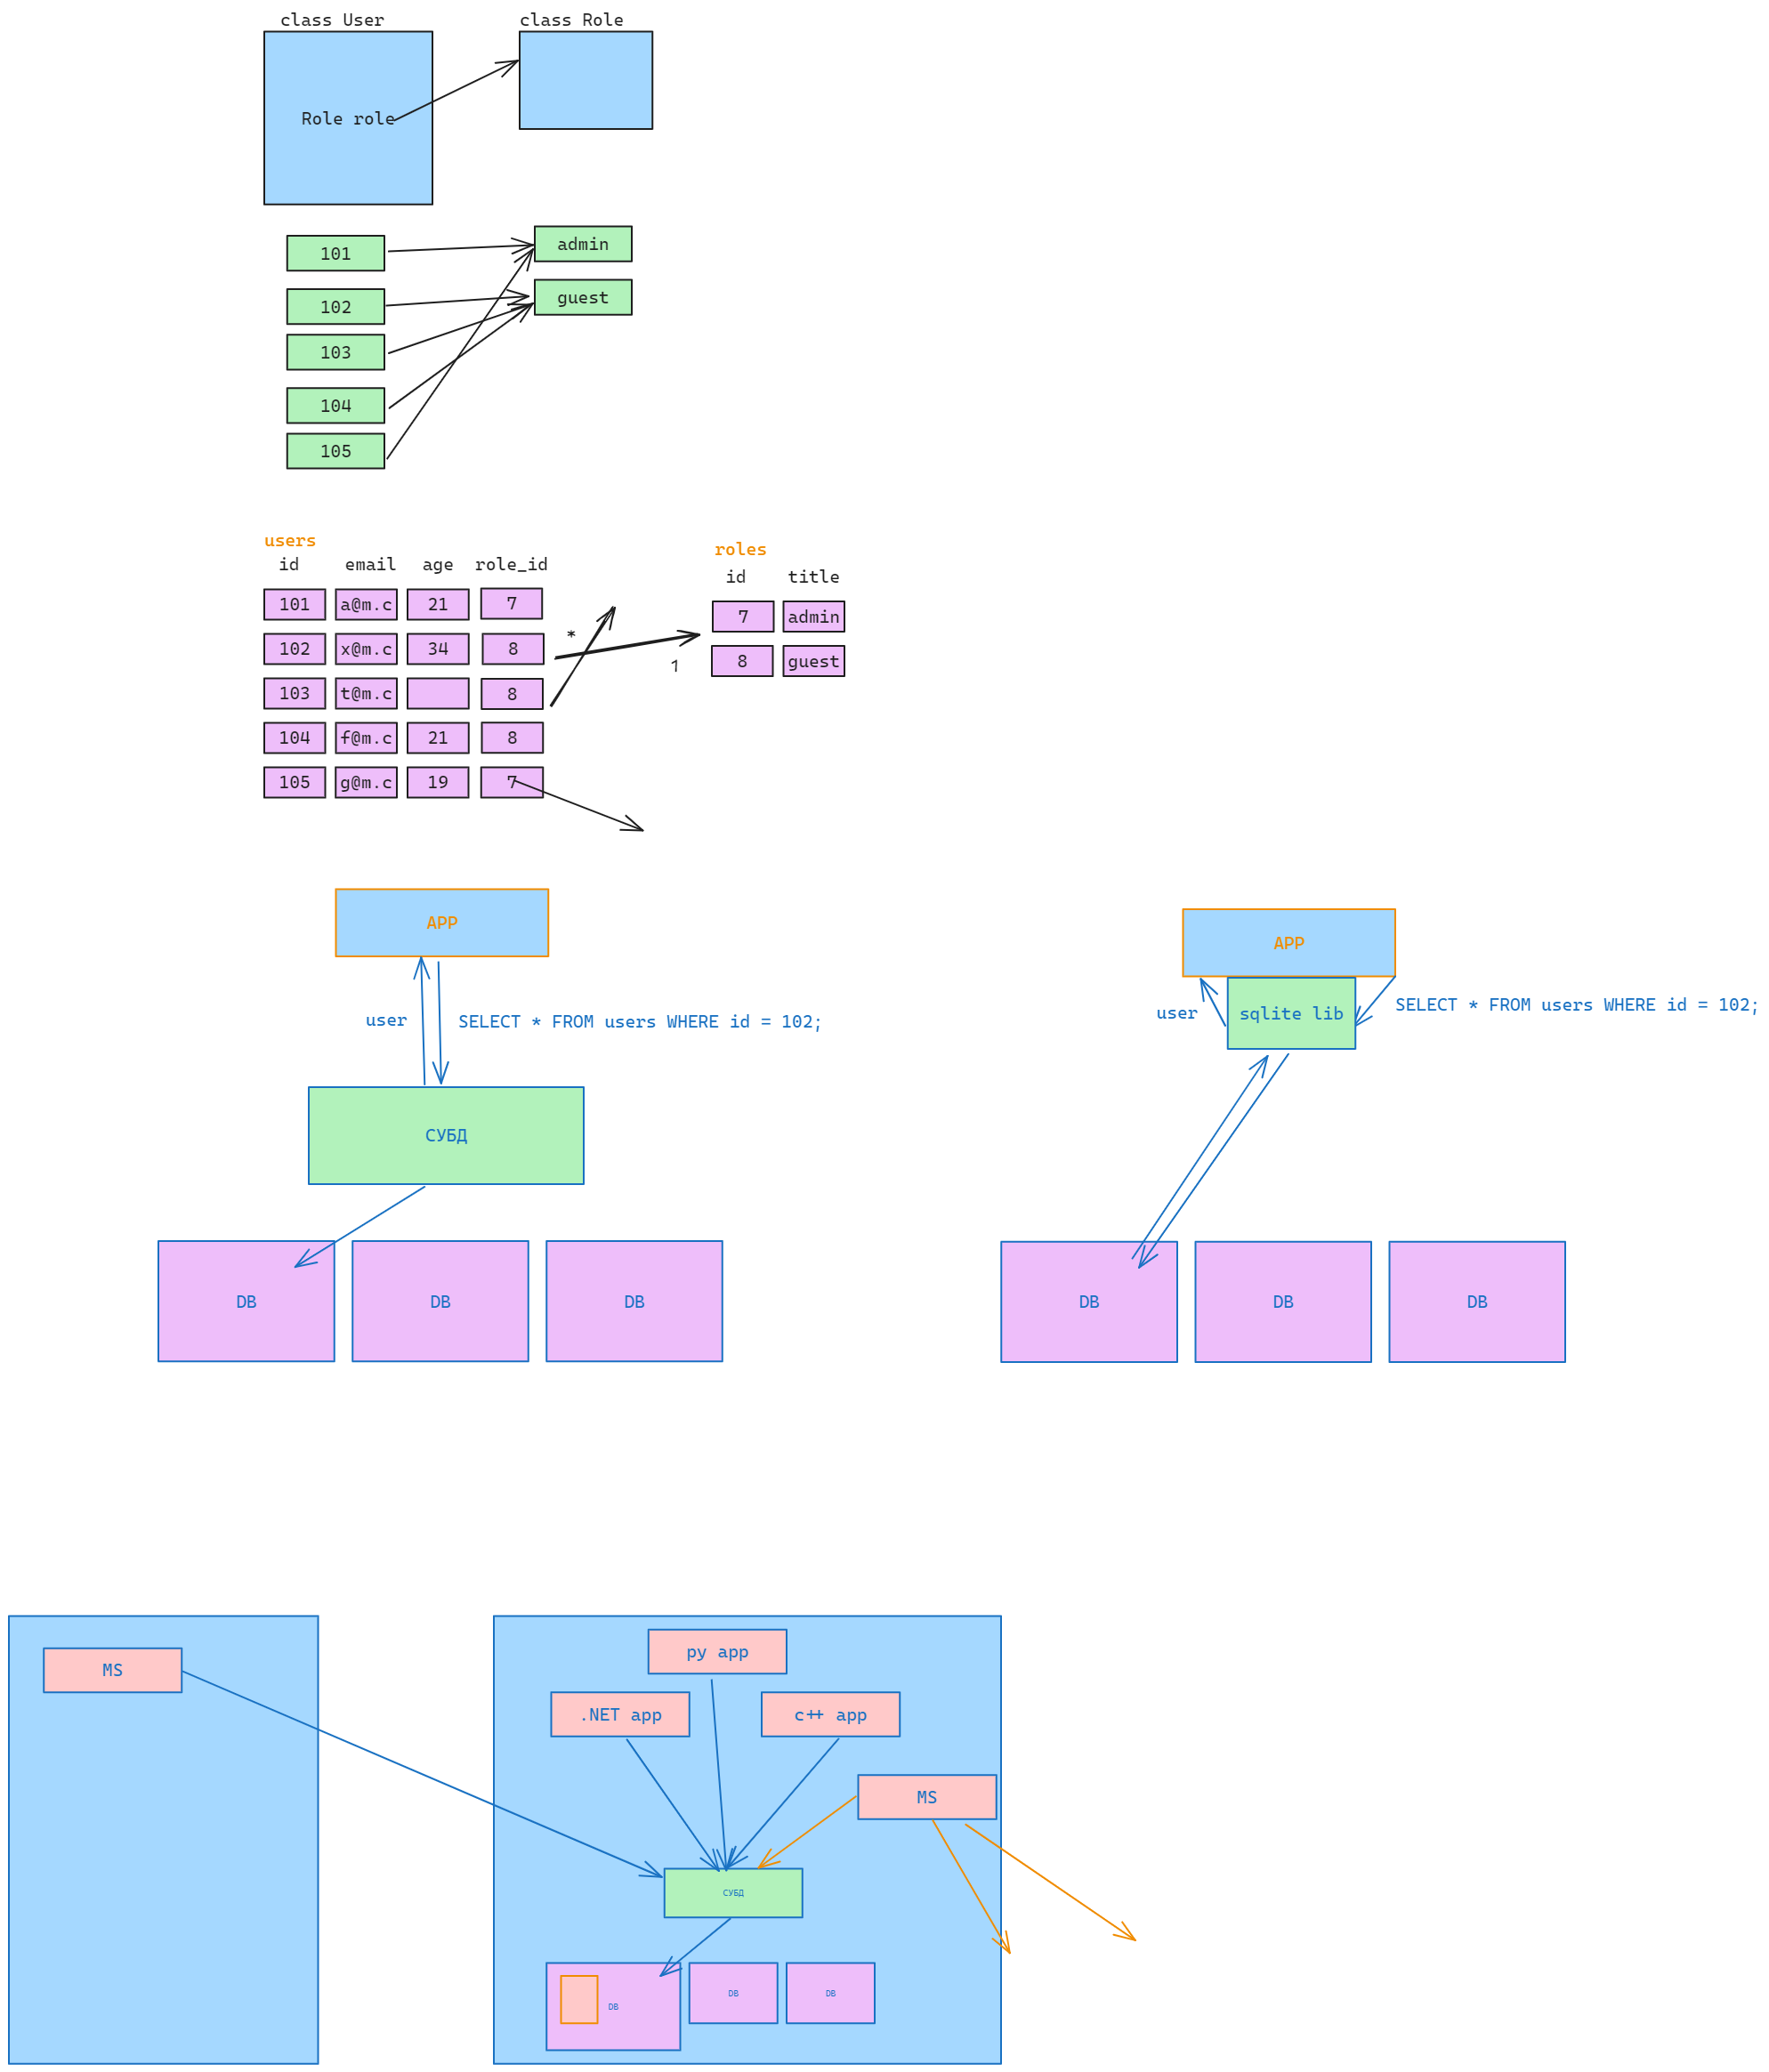 class User
class Role
Role role
101
admin
102
guest
103
104
105
users
id email age role_id
101 a@m.c 21 7
102 x@m.c 34 8
103 t@m.c 8
104 f@m.c 21 8
105 g@m.c 19 7
*
1
roles
id title
7 admin
8 guest
APP
user
SELECT * FROM users WHERE id = 102;
СУБД
DB DB DB
APP
sqlite lib
user
SELECT * FROM users WHERE id = 102;
DB DB DB
MS
py app
.NET app
c++ app
MS
СУБД
DB
DB
DB